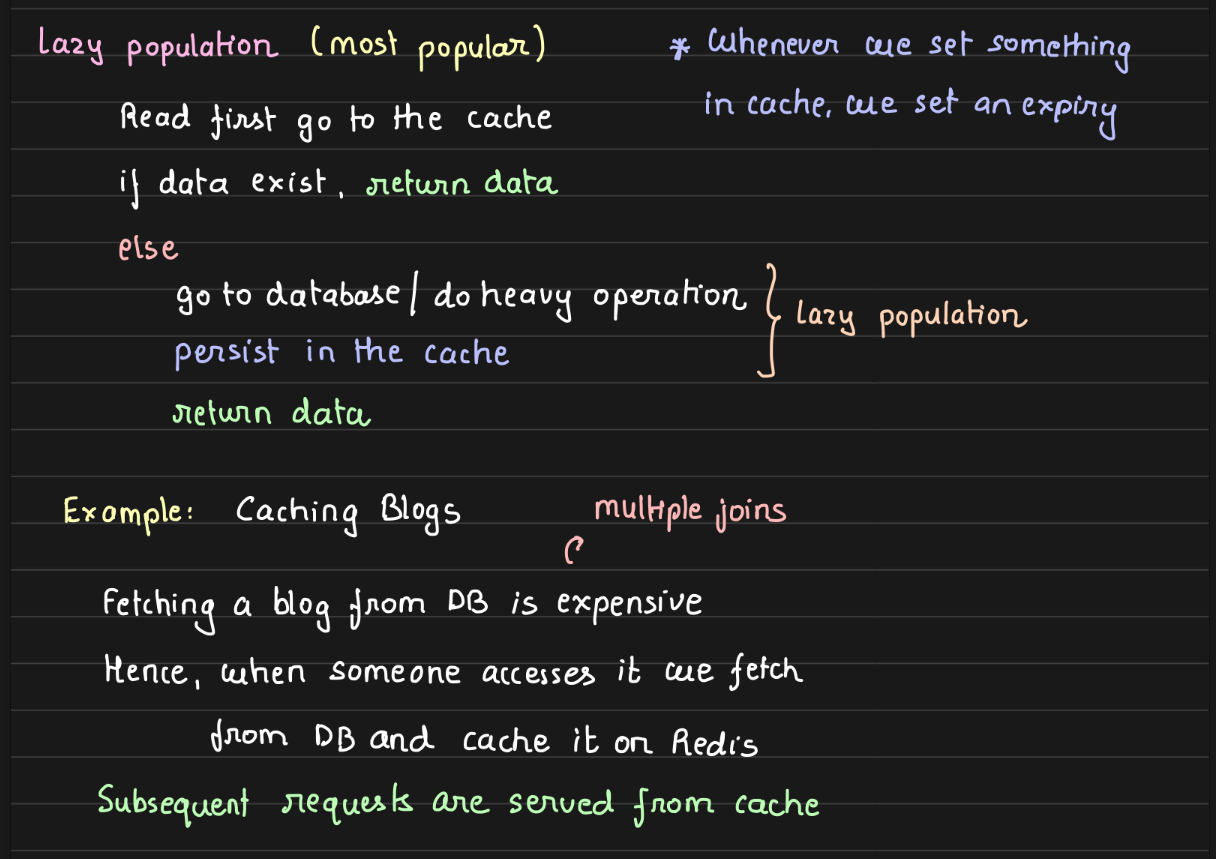 Lazy population (most popular)
* Whenever we set something
in cache, we set an expiry
Read first go to the cache
if data exist, return data
else
go to database / do heavy operation
persist in the cache
lazy population
return data
Example: Caching Blogs
multiple joins
Fetching a blog from DB is expensive
Hence, when someone accesses it we fetch
from DB and cache it on Redis
Subsequent requests are served from cache